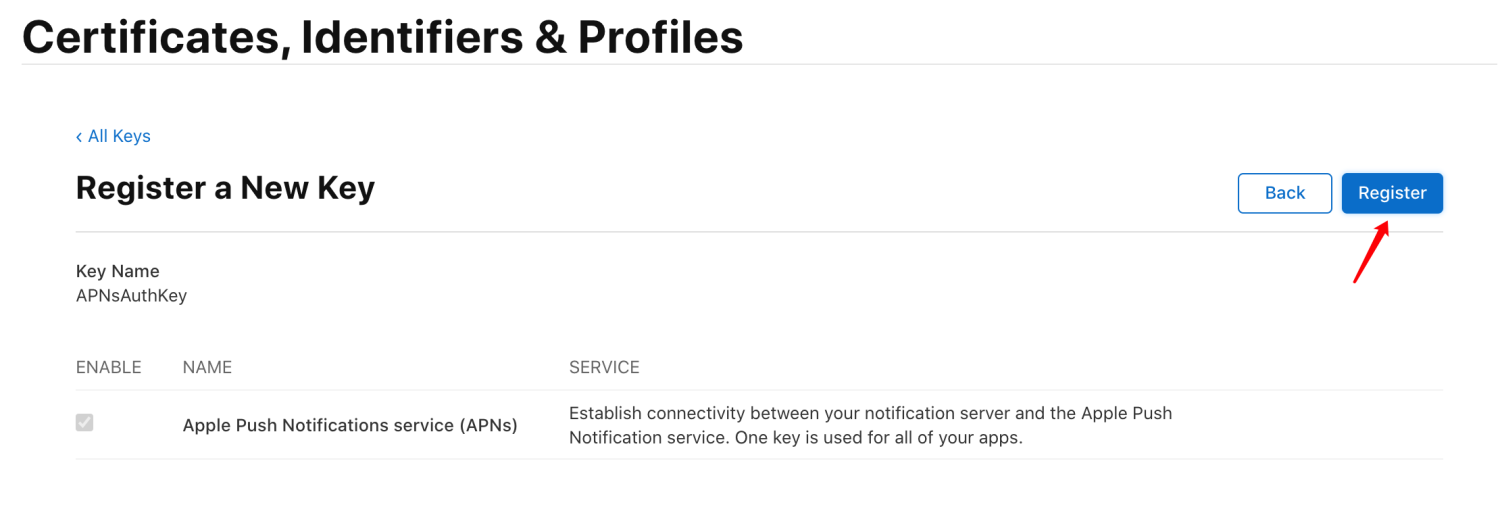 Certificates, Identifiers & Profiles
‹ All Keys
Register a New Key
Back
Register
Key Name
APNsAuthKey
ENABLE NAME SERVICE
Apple Push Notifications service (APNs)
Establish connectivity between your notification server and the Apple Push
Notification service. One key is used for all of your apps.